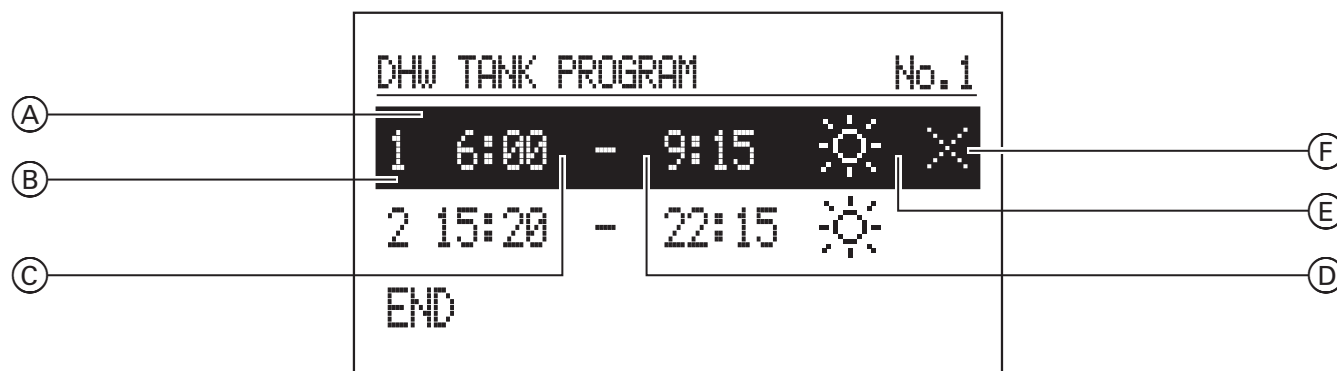 DHW TANK PROGRAM No.1
A
1 6:00 - 9:15 F
B
E
2 15:20 - 22:15
C D
END